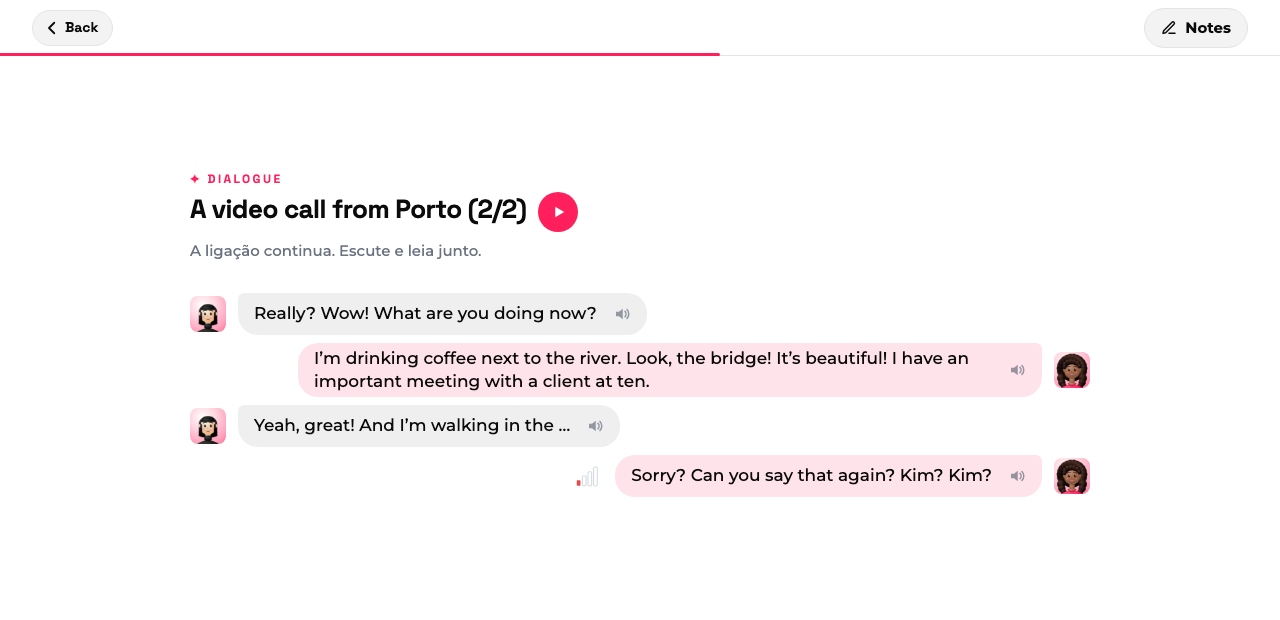 Back
Notes
✦ DIALOGUE
A video call from Porto (2/2)
A ligação continua. Escute e leia junto.
Really? Wow! What are you doing now?
I’m drinking coffee next to the river. Look, the bridge! It’s beautiful! I have an
important meeting with a client at ten.
Yeah, great! And I’m walking in the ...
Sorry? Can you say that again? Kim? Kim?